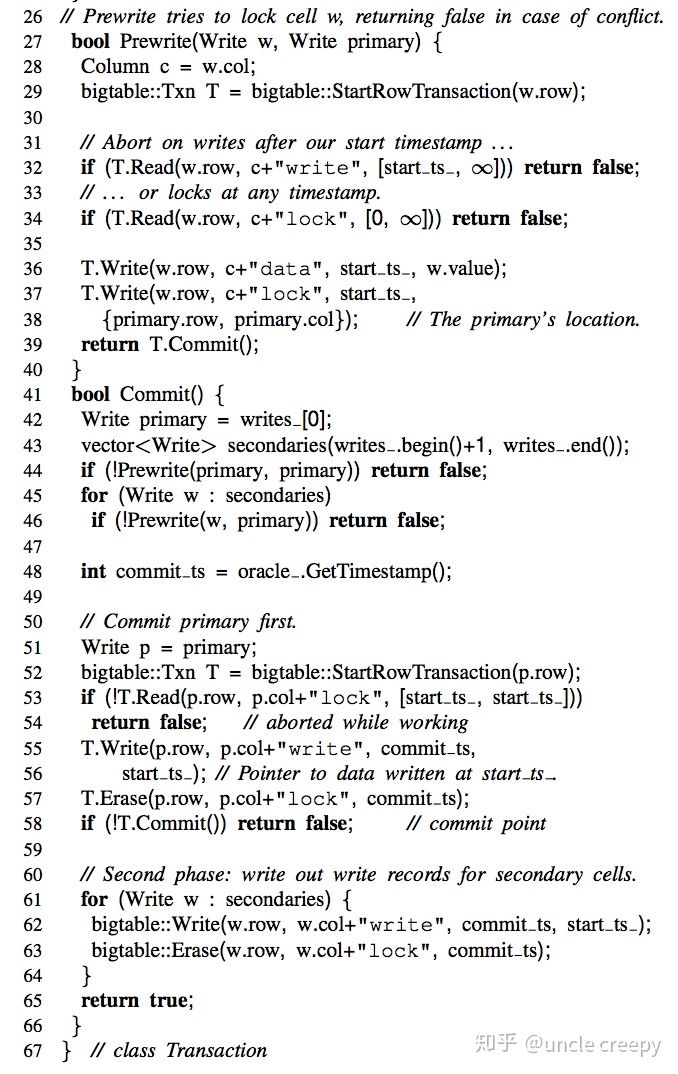 26 // Prewrite tries to lock cell w, returning false in case of conflict.
27 bool Prewrite(Write w, Write primary) {
28 Column c = w.col;
29 bigtable::Txn T = bigtable::StartRowTransaction(w.row);
30
31 // Abort on writes after our start timestamp ...
32 if (T.Read(w.row, c+"write", [start_ts_, ∞])) return false;
33 // ... or locks at any timestamp.
34 if (T.Read(w.row, c+"lock", [0, ∞])) return false;
35
36 T.Write(w.row, c+"data", start_ts_, w.value);
37 T.Write(w.row, c+"lock", start_ts_,
38 {primary.row, primary.col}); // The primary's location.
39 return T.Commit();
40 }
41 bool Commit() {
42 Write primary = writes_[0];
43 vector<Write> secondaries(writes_.begin()+1, writes_.end());
44 if (!Prewrite(primary, primary)) return false;
45 for (Write w : secondaries)
46 if (!Prewrite(w, primary)) return false;
47
48 int commit_ts = oracle_.GetTimestamp();
49
50 // Commit primary first.
51 Write p = primary;
52 bigtable::Txn T = bigtable::StartRowTransaction(p.row);
53 if (!T.Read(p.row, p.col+"lock", [start_ts_, start_ts_]))
54 return false; // aborted while working
55 T.Write(p.row, p.col+"write", commit_ts,
56 start_ts_); // Pointer to data written at start_ts_.
57 T.Erase(p.row, p.col+"lock", commit_ts);
58 if (!T.Commit()) return false; // commit point
59
60 // Second phase: write out write records for secondary cells.
61 for (Write w : secondaries) {
62 bigtable::Write(w.row, w.col+"write", commit_ts, start_ts_);
63 bigtable::Erase(w.row, w.col+"lock", commit_ts);
64 }
65 return true;
66 }
67 } // class Transaction
知乎 @uncle creepy